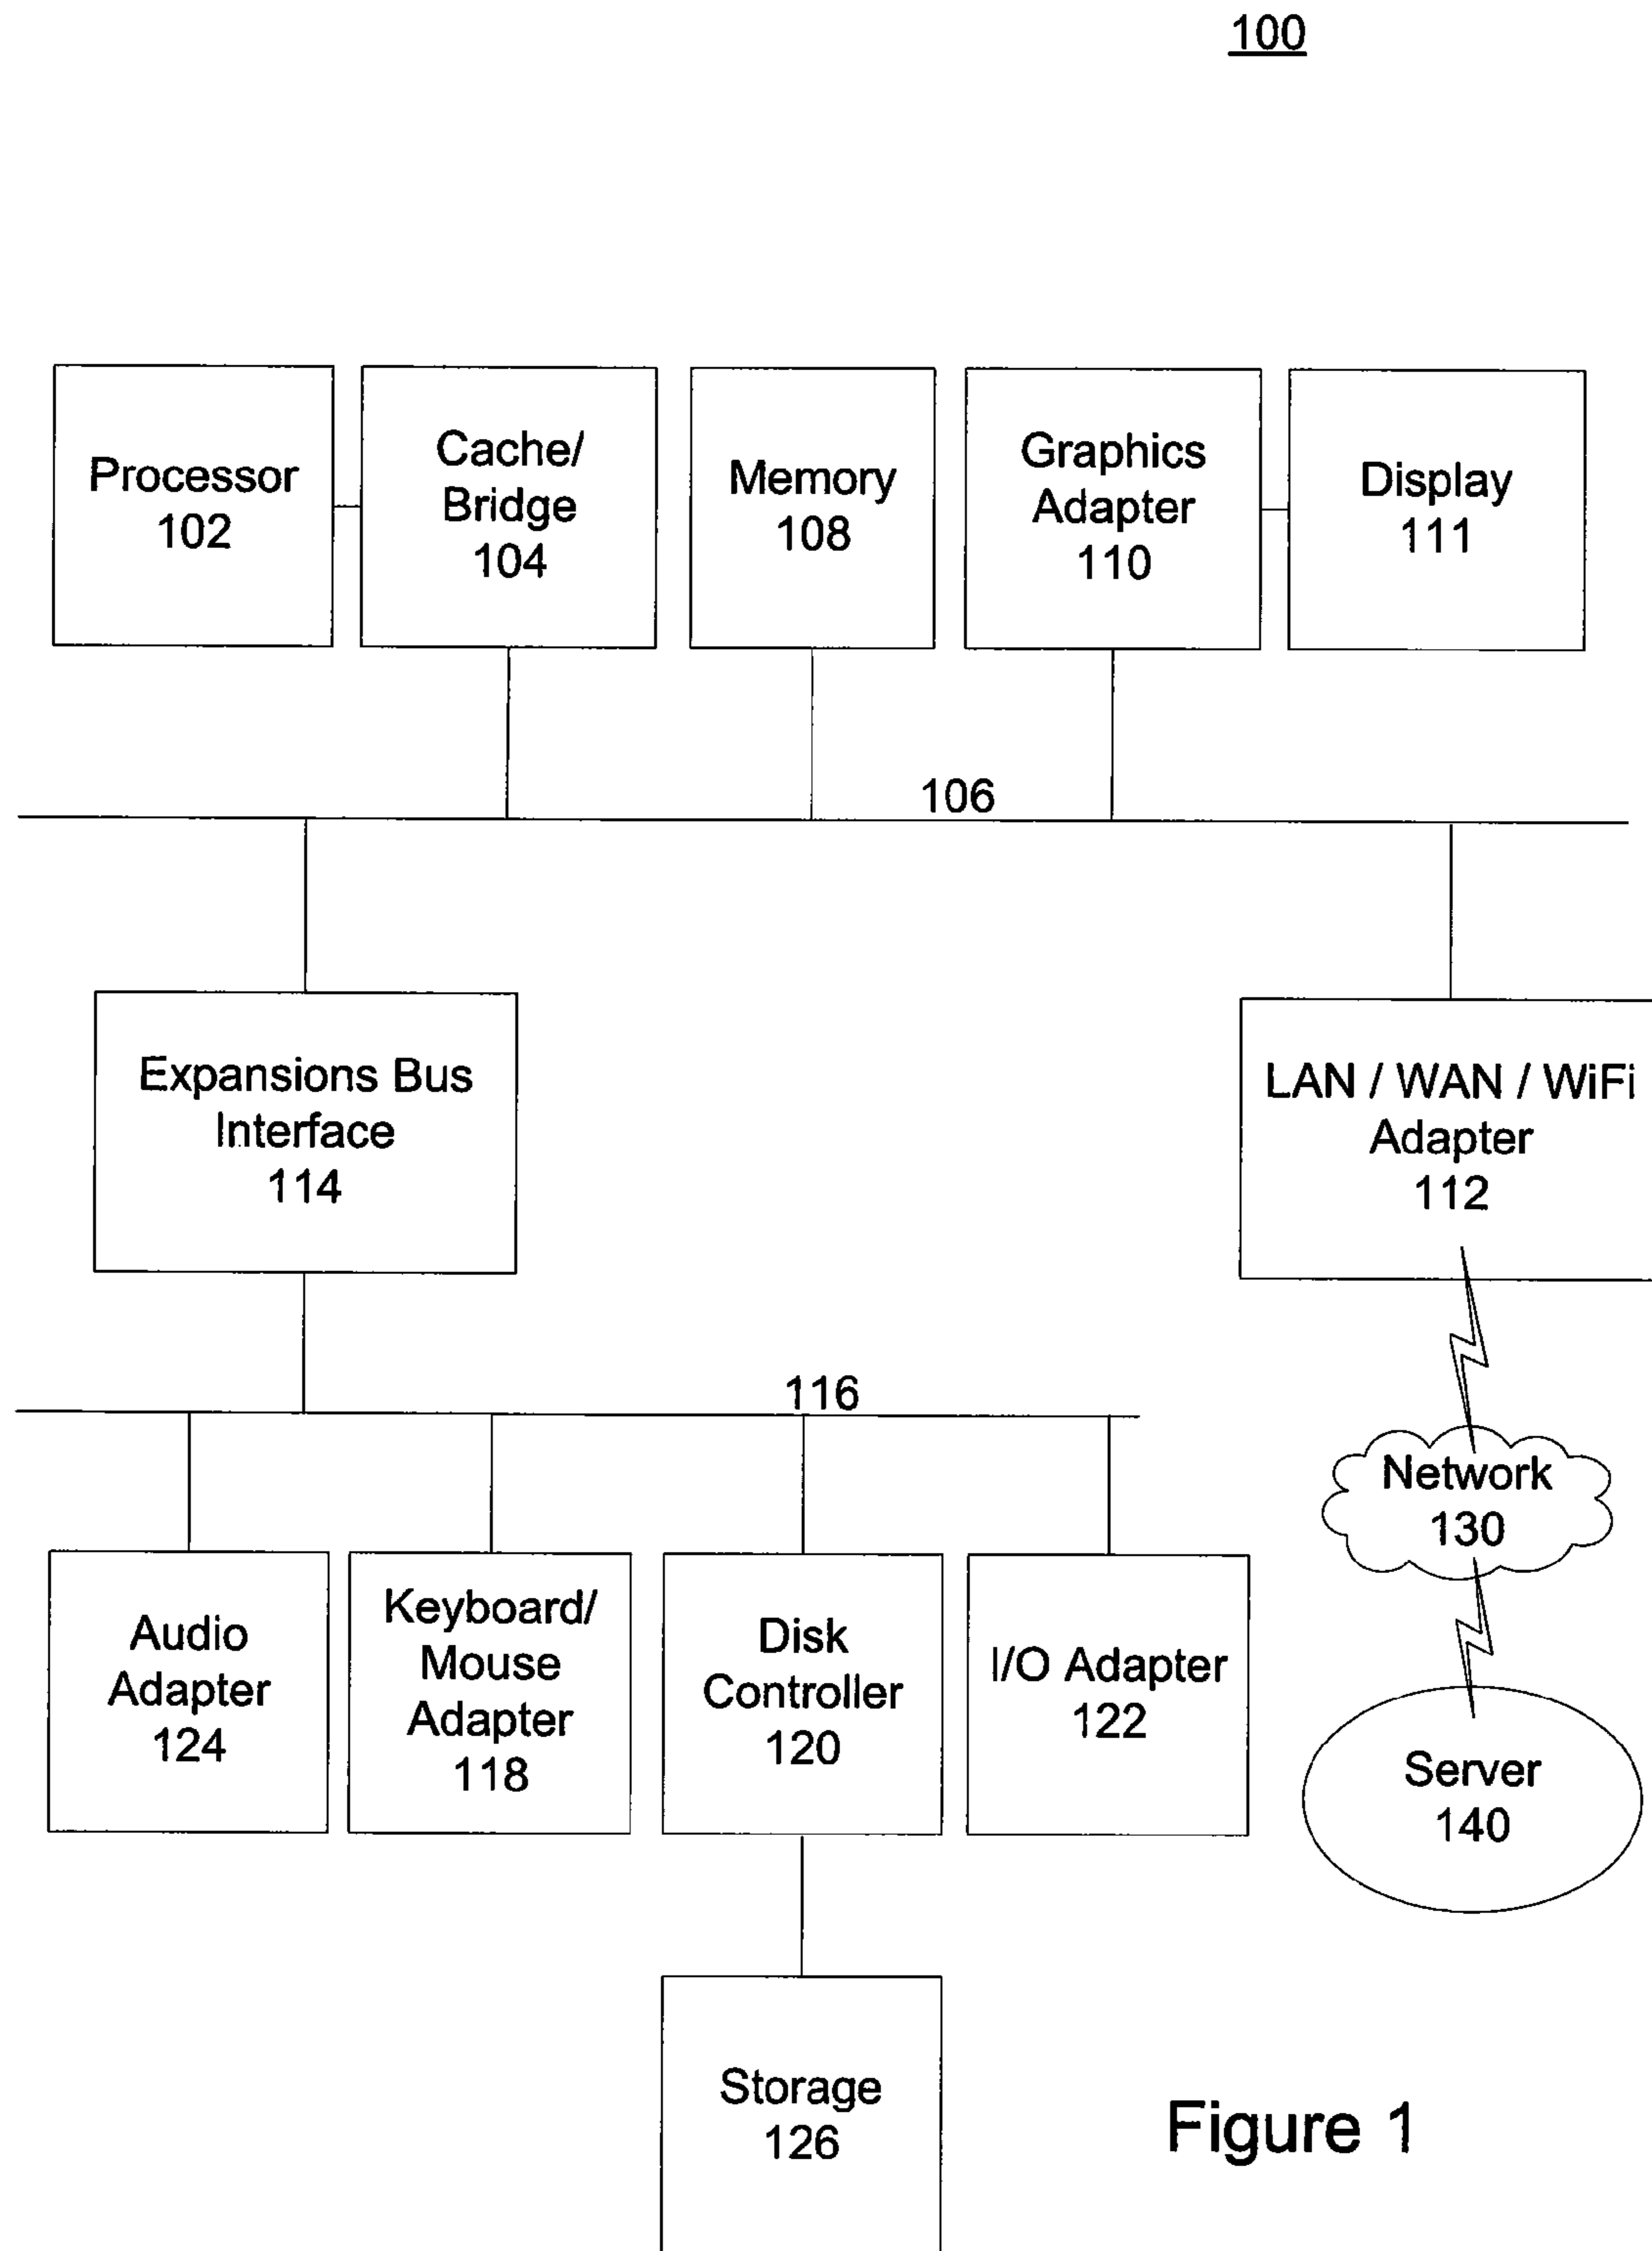 100
Processor
102
Cache/
Bridge
104
Memory
108
Graphics
Adapter
110
Display
111
106
Expansions Bus
Interface
114
LAN / WAN / WiFi
Adapter
112
116
Network
130
Audio
Adapter
124
Keyboard/
Mouse
Adapter
118
Disk
Controller
120
I/O Adapter
122
Server
140
Storage
126
Figure 1